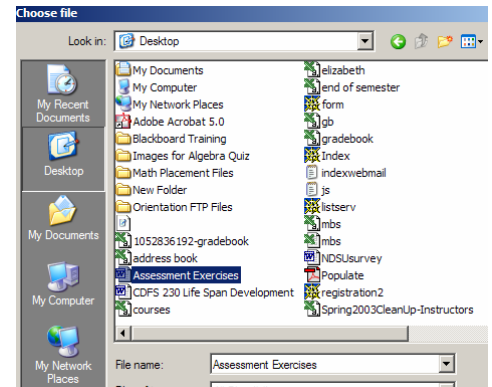 Choose file
Look in: Desktop
My Recent
Documents
Desktop
My Documents
My Computer
My Network
Places
My Documents
My Computer
My Network Places
Adobe Acrobat 5.0
Blackboard Training
Images for Algebra Quiz
Math Placement Files
New Folder
Orientation FTP Files
1052836192-gradebook
address book
Assessment Exercises
CDFS 230 Life Span Development
courses
elizabeth
end of semester
form
gb
gradebook
Index
indexwebmail
js
listserv
mbs
mbs
NDSUsurvey
Populate
registration2
Spring2003CleanUp-Instructors
File name: Assessment Exercises